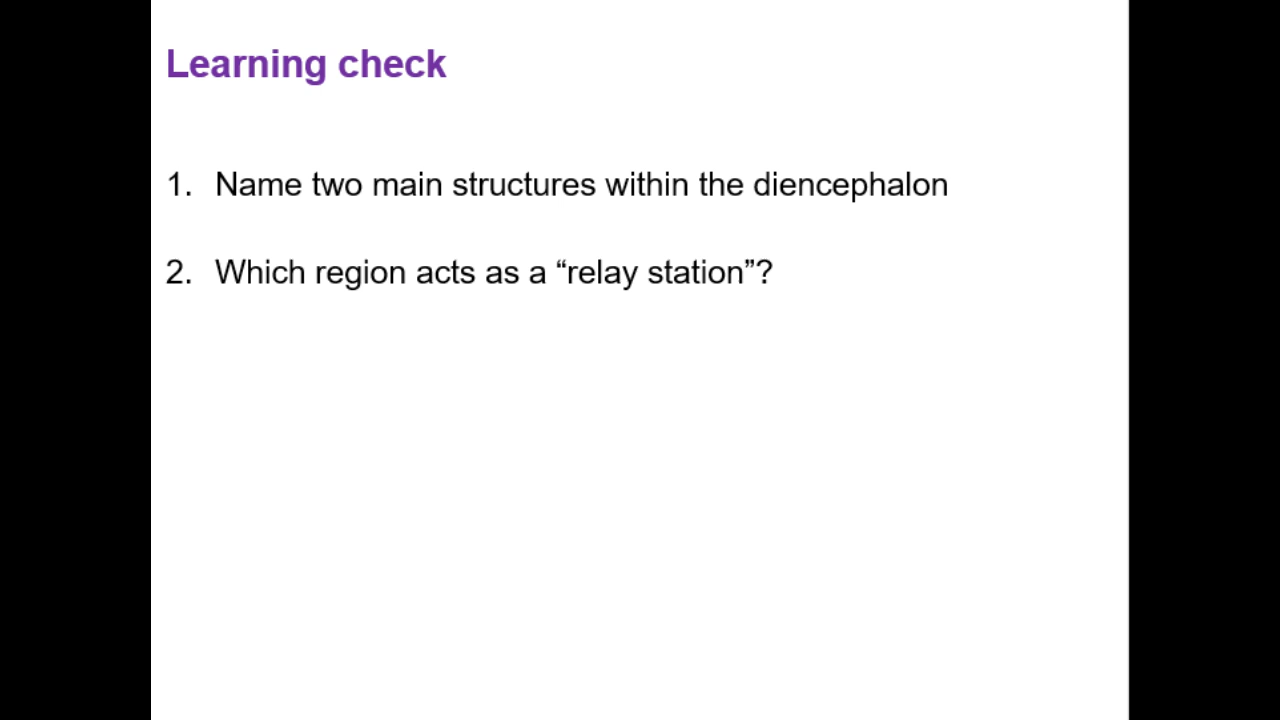 Learning check
1. Name two main structures within the diencephalon
2. Which region acts as a “relay station”?